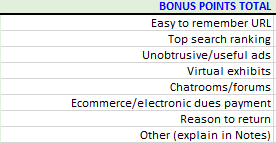 BONUS POINTS TOTAL
Easy to remember URL
Top search ranking
Unobtrusive/useful ads
Virtual exhibits
Chatrooms/forums
Ecommerce/electronic dues payment
Reason to return
Other (explain in Notes)